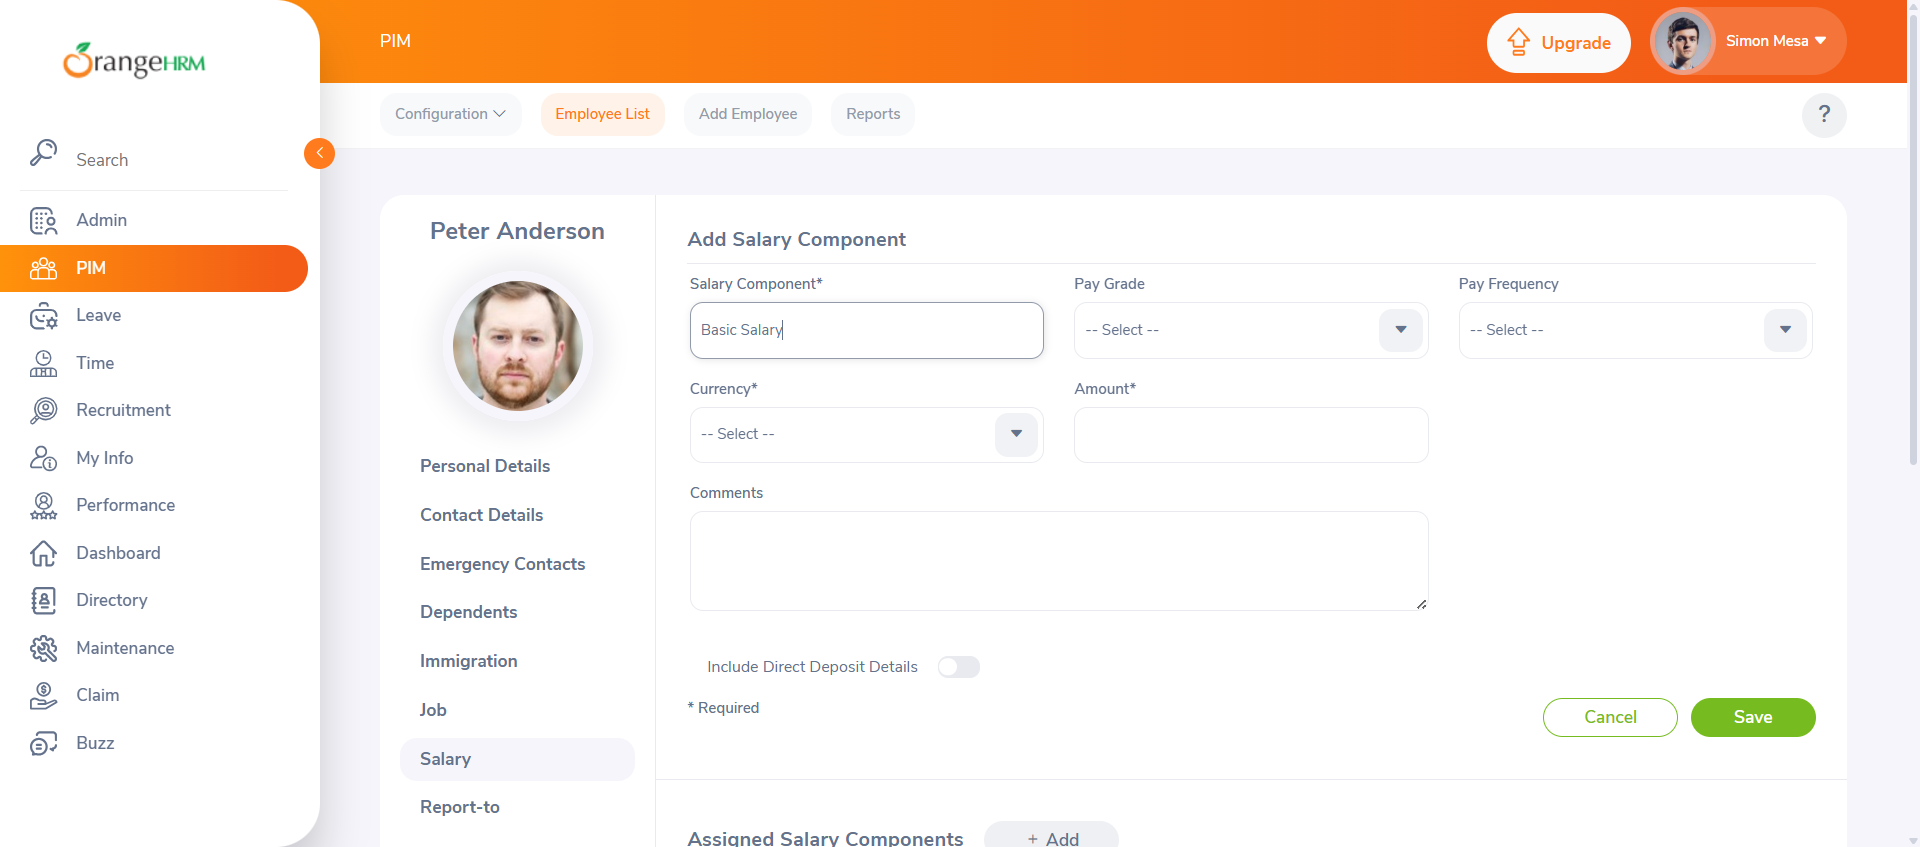 OrangeHRM
PIM
Upgrade
Simon Mesa
Configuration
Employee List
Add Employee
Reports
?
Search
Admin
PIM
Leave
Time
Recruitment
My Info
Performance
Dashboard
Directory
Maintenance
Claim
Buzz
Peter Anderson
Personal Details
Contact Details
Emergency Contacts
Dependents
Immigration
Job
Salary
Report-to
Add Salary Component
Salary Component*
Pay Grade
Pay Frequency
Basic Salary
-- Select --
-- Select --
Currency*
Amount*
-- Select --
Comments
Include Direct Deposit Details
* Required
Cancel
Save
Assigned Salary Components
+ Add